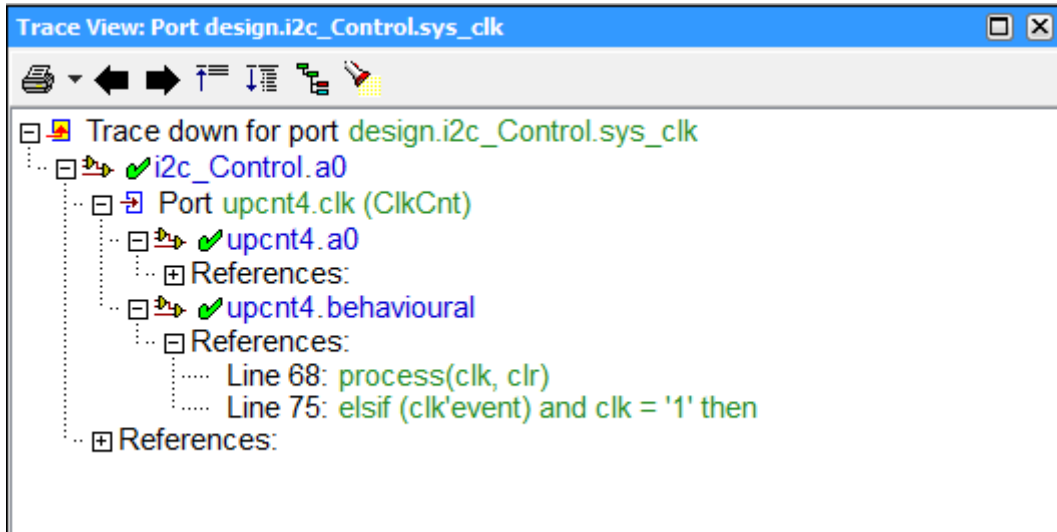 Trace View: Port design.i2c_Control.sys_clk
Trace down for port design.i2c_Control.sys_clk
i2c_Control.a0
Port upcnt4.clk (ClkCnt)
upcnt4.a0
References:
upcnt4.behavioural
References:
Line 68: process(clk, clr)
Line 75: elsif (clk'event) and clk = '1' then
References: